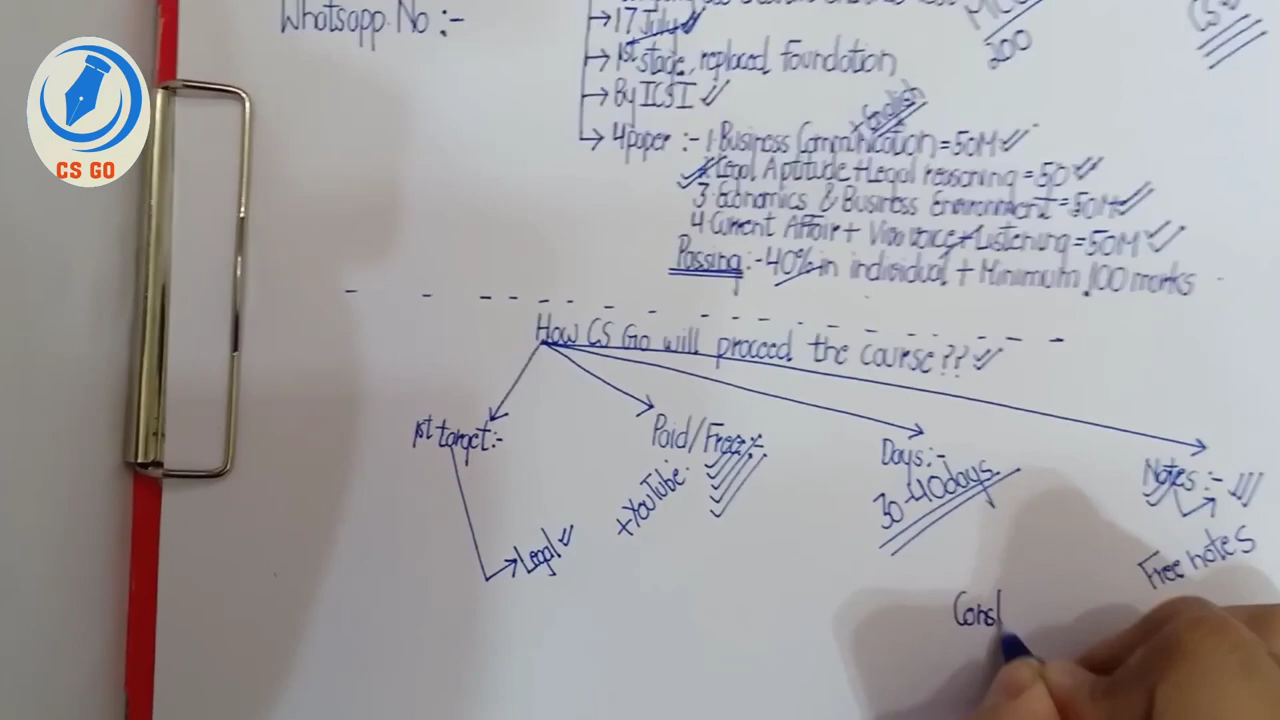 Whatsapp No :-
→17 July
→1st stage, replaced foundation
200
→By ICSI
→4 paper :- 1 Business Communication = 50M
+ English
Legal Aptitude + Legal reasoning = 50
3. Economics & Business Environment = 50M
4. Current Affair + Viva voice + Listening = 50M
Passing :- 40% in individual + Minimum 100 marks
How CS Go will proceed the course??
1st target:-
Paid/Free:-
+ YouTube:
Days:-
30-40days
Notes:-
Free notes
→Legal
Cons
CS GO